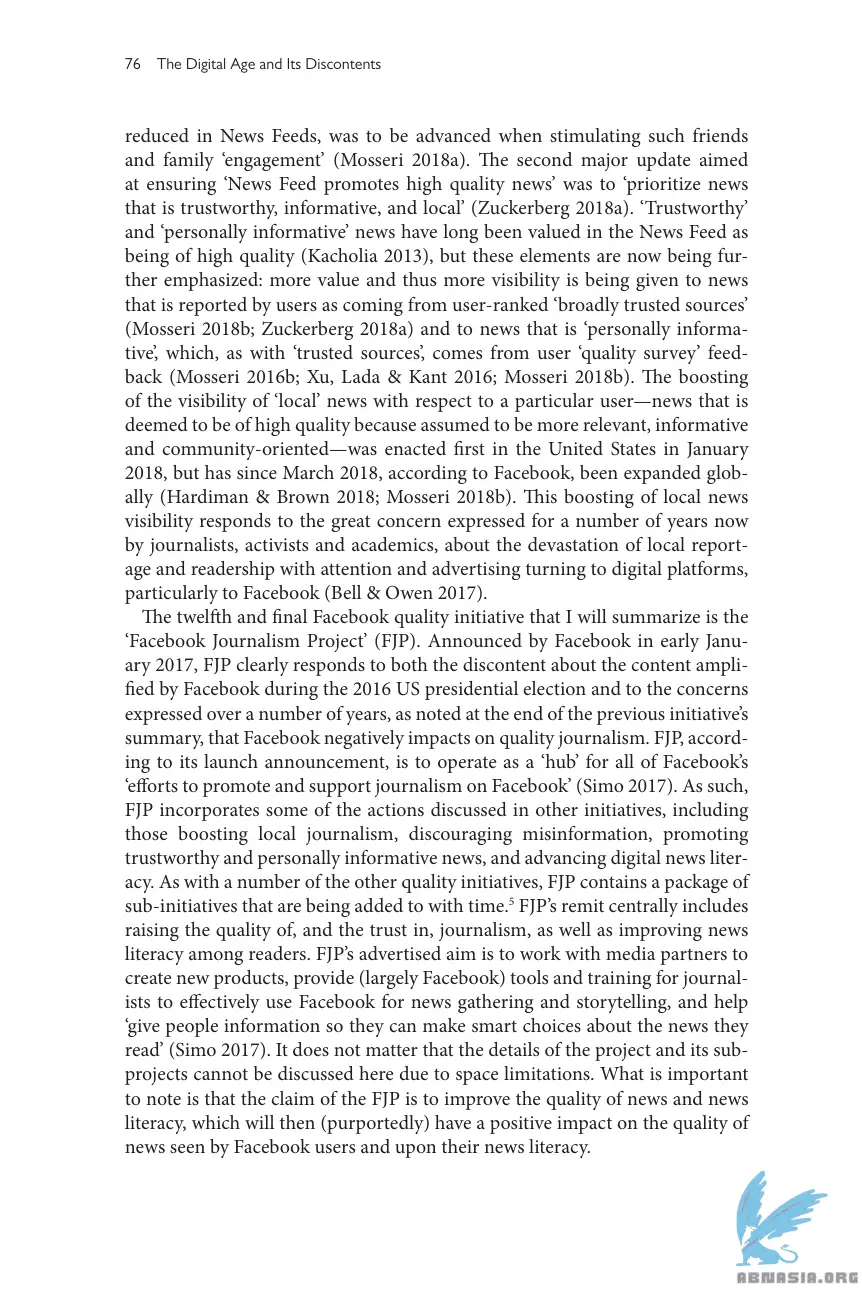 76 The Digital Age and Its Discontents
reduced in News Feeds, was to be advanced when stimulating such friends
and family ‘engagement’ (Mosseri 2018a). The second major update aimed
at ensuring ‘News Feed promotes high quality news’ was to ‘prioritize news
that is trustworthy, informative, and local’ (Zuckerberg 2018a). ‘Trustworthy’
and ‘personally informative’ news have long been valued in the News Feed as
being of high quality (Kacholia 2013), but these elements are now being fur-
ther emphasized: more value and thus more visibility is being given to news
that is reported by users as coming from user-ranked ‘broadly trusted sources’
(Mosseri 2018b; Zuckerberg 2018a) and to news that is ‘personally informa-
tive’, which, as with ‘trusted sources’, comes from user ‘quality survey’ feed-
back (Mosseri 2016b; Xu, Lada & Kant 2016; Mosseri 2018b). The boosting
of the visibility of ‘local’ news with respect to a particular user—news that is
deemed to be of high quality because assumed to be more relevant, informative
and community-oriented—was enacted first in the United States in January
2018, but has since March 2018, according to Facebook, been expanded glob-
ally (Hardiman & Brown 2018; Mosseri 2018b). This boosting of local news
visibility responds to the great concern expressed for a number of years now
by journalists, activists and academics, about the devastation of local report-
age and readership with attention and advertising turning to digital platforms,
particularly to Facebook (Bell & Owen 2017).
The twelfth and final Facebook quality initiative that I will summarize is the
‘Facebook Journalism Project’ (FJP). Announced by Facebook in early Janu-
ary 2017, FJP clearly responds to both the discontent about the content ampli-
fied by Facebook during the 2016 US presidential election and to the concerns
expressed over a number of years, as noted at the end of the previous initiative’s
summary, that Facebook negatively impacts on quality journalism. FJP, accord-
ing to its launch announcement, is to operate as a ‘hub’ for all of Facebook’s
‘efforts to promote and support journalism on Facebook’ (Simo 2017). As such,
FJP incorporates some of the actions discussed in other initiatives, including
those boosting local journalism, discouraging misinformation, promoting
trustworthy and personally informative news, and advancing digital news liter-
acy. As with a number of the other quality initiatives, FJP contains a package of
sub-initiatives that are being added to with time.5 FJP’s remit centrally includes
raising the quality of, and the trust in, journalism, as well as improving news
literacy among readers. FJP’s advertised aim is to work with media partners to
create new products, provide (largely Facebook) tools and training for journal-
ists to effectively use Facebook for news gathering and storytelling, and help
‘give people information so they can make smart choices about the news they
read’ (Simo 2017). It does not matter that the details of the project and its sub-
projects cannot be discussed here due to space limitations. What is important
to note is that the claim of the FJP is to improve the quality of news and news
literacy, which will then (purportedly) have a positive impact on the quality of
news seen by Facebook users and upon their news literacy.
ABNASIA.ORG